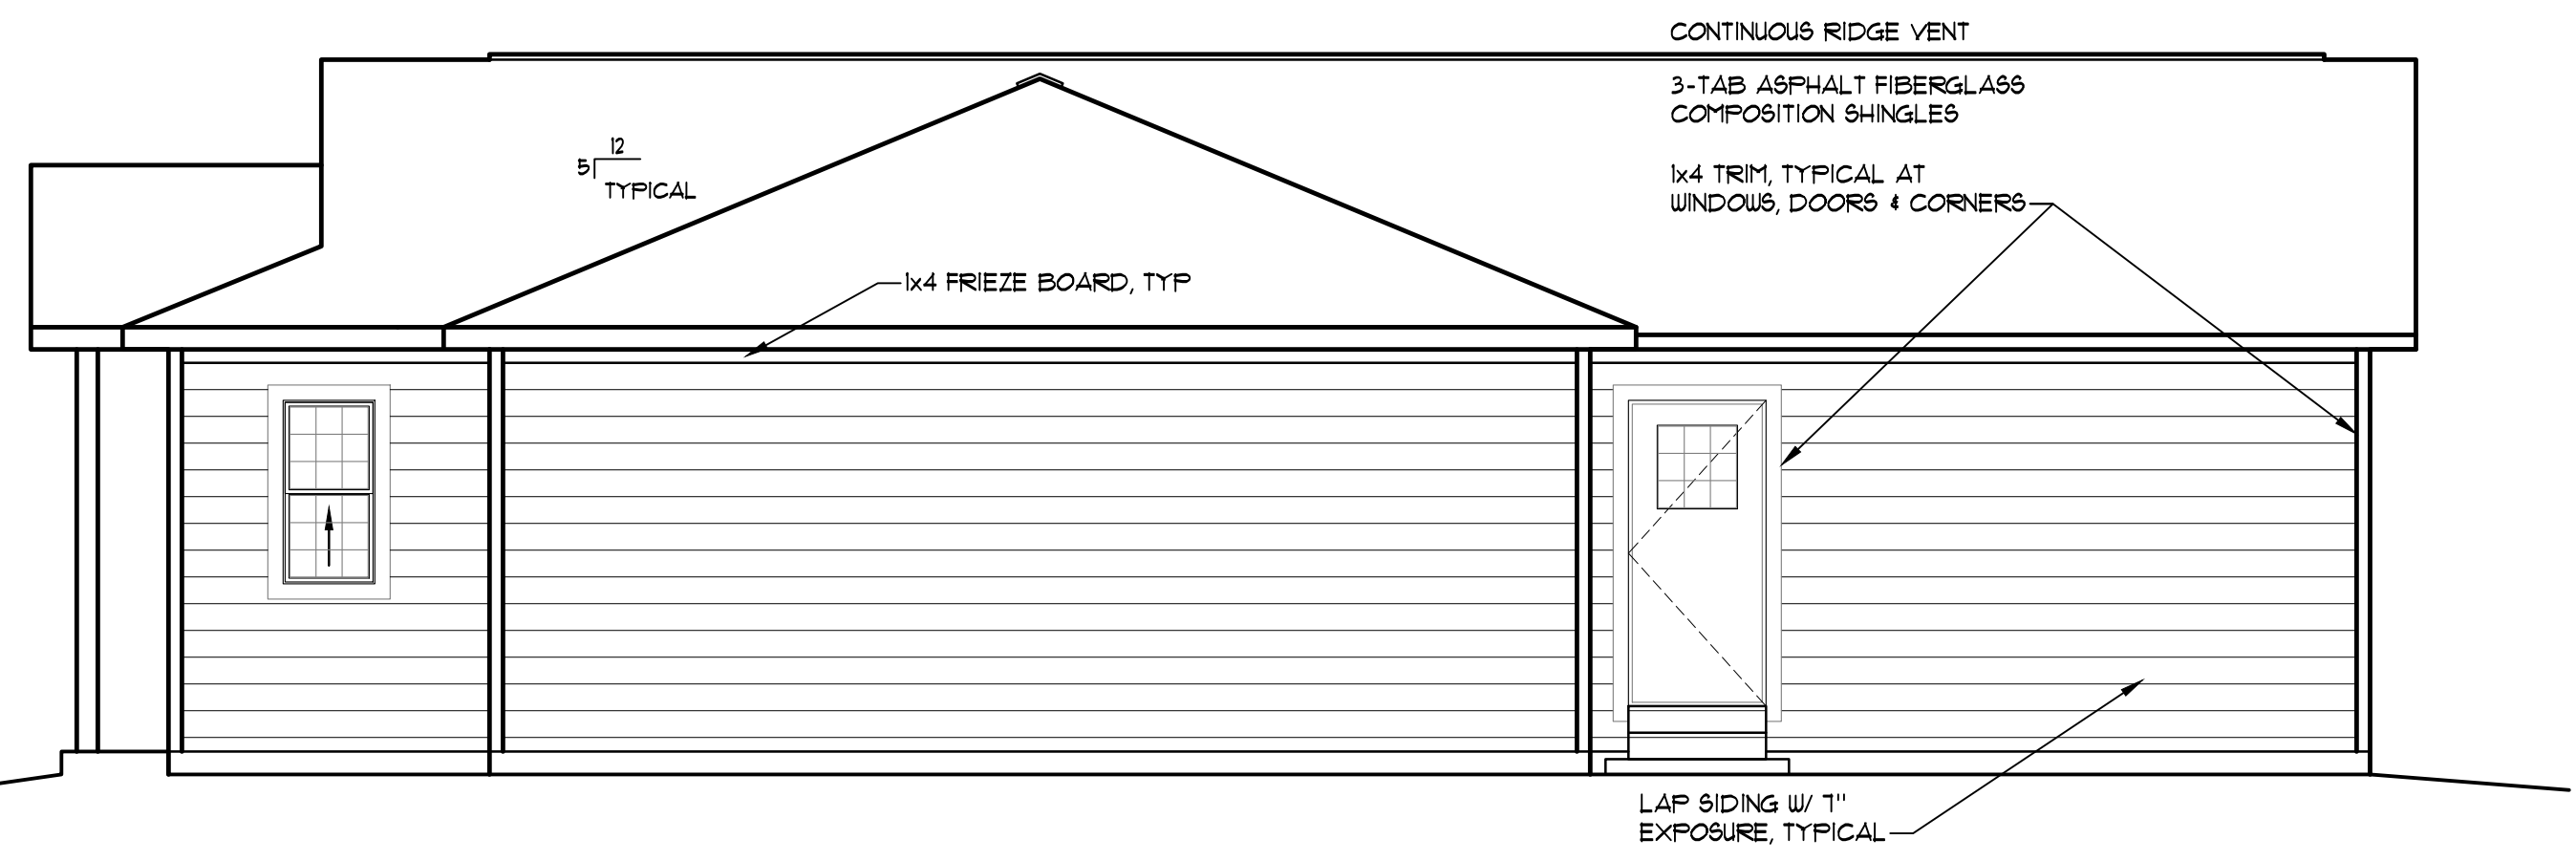 CONTINUOUS RIDGE VENT
3-TAB ASPHALT FIBERGLASS
COMPOSITION SHINGLES
12
5
TYPICAL
1x4 TRIM, TYPICAL AT
WINDOWS, DOORS & CORNERS
1x4 FRIEZE BOARD, TYP
LAP SIDING W/ 7"
EXPOSURE, TYPICAL